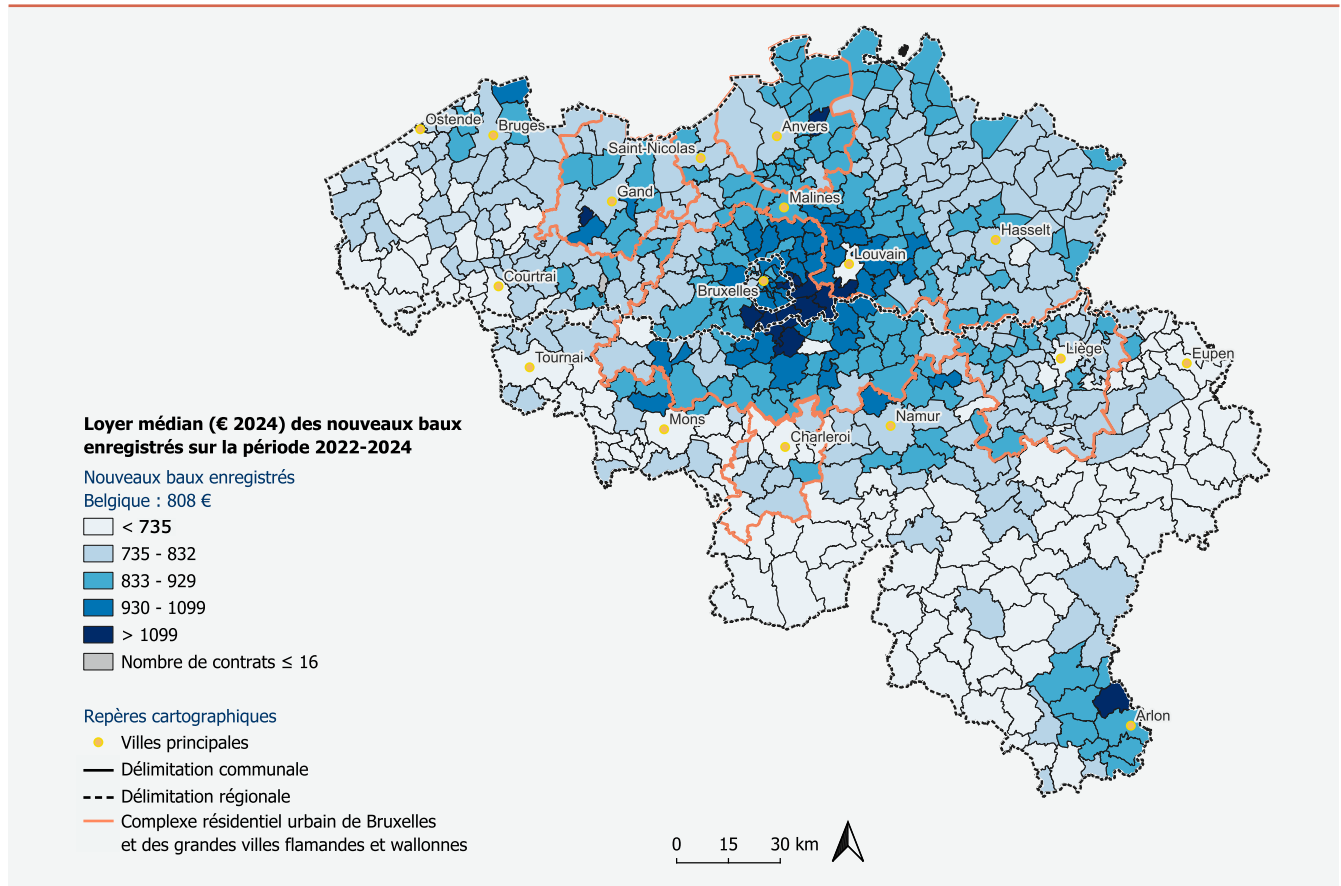 Ostende
Bruges
Anvers
Saint-Nicolas
Gand
Malines
Hasselt
Louvain
Courtrai
Bruxelles
Tournai
Liège
Eupen
Mons
Namur
Charleroi
Arlon
Loyer médian (€ 2024) des nouveaux baux
enregistrés sur la période 2022-2024
Nouveaux baux enregistrés
Belgique : 808 €
< 735
735 - 832
833 - 929
930 - 1099
> 1099
Nombre de contrats ≤ 16
Repères cartographiques
Villes principales
Délimitation communale
Délimitation régionale
Complexe résidentiel urbain de Bruxelles
et des grandes villes flamandes et wallonnes
0 15 30 km